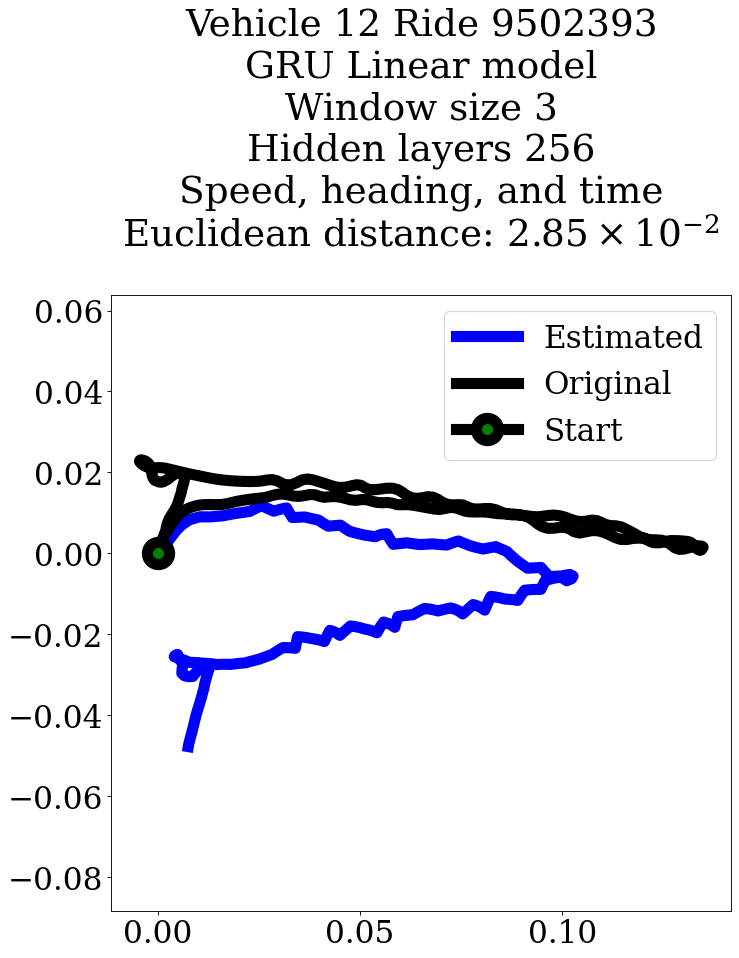 Vehicle 12 Ride 9502393
GRU Linear model
Window size 3
Hidden layers 256
Speed, heading, and time
Euclidean distance: 2.85 × 10⁻²
Estimated
Original
Start
0.06
0.04
0.02
0.00
−0.02
−0.04
−0.06
−0.08
0.00 0.05 0.10